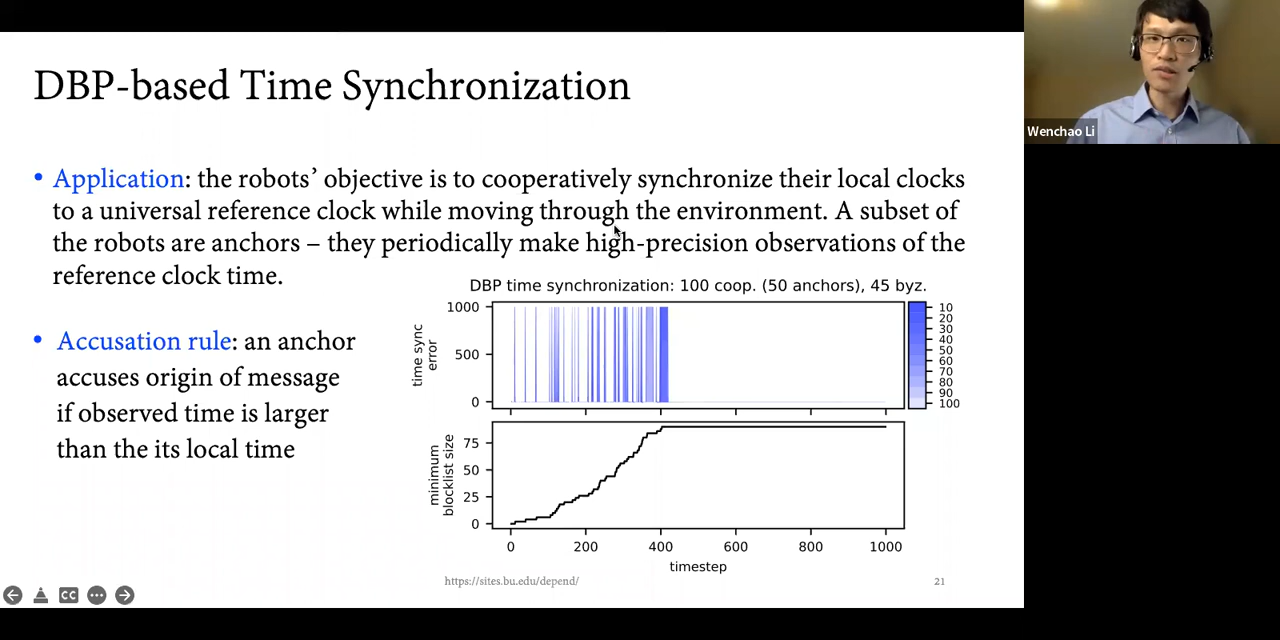 DBP-based Time Synchronization
Wenchao Li
• Application: the robots’ objective is to cooperatively synchronize their local clocks
to a universal reference clock while moving through the environment. A subset of
the robots are anchors – they periodically make high-precision observations of the
reference clock time.
• Accusation rule: an anchor
accuses origin of message
if observed time is larger
than the its local time
DBP time synchronization: 100 coop. (50 anchors), 45 byz.
time sync
error
1000
500
0
10
20
30
40
50
60
70
80
90
100
minimum
blocklist size
75
50
25
0
0 200 400 600 800 1000
timestep
https://sites.bu.edu/depend/
21
CC